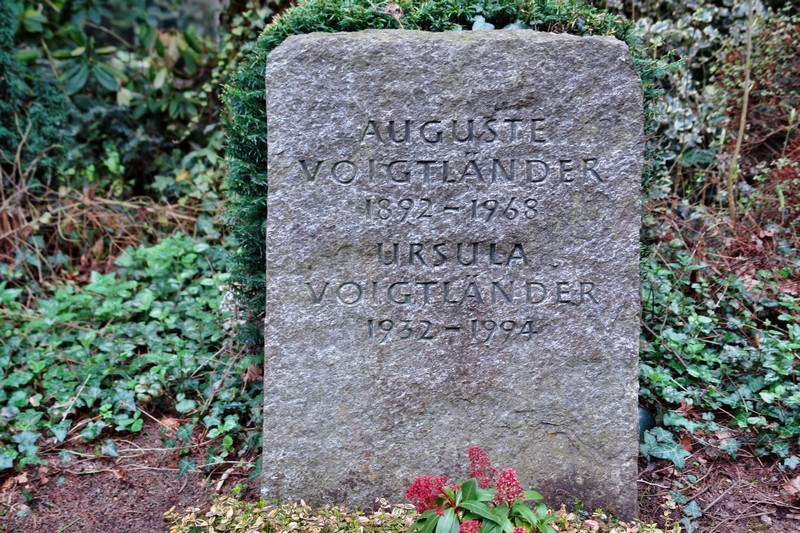 AUGUSTE
VOIGTLÄNDER
1892 - 1968
URSULA
VOIGTLÄNDER
1932 - 1994